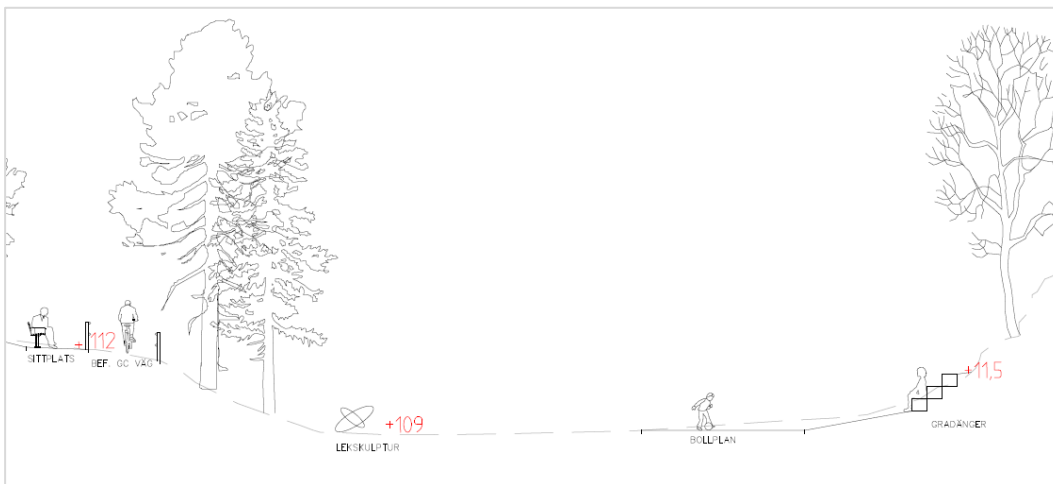 SITTPLATS
+112
BEF. GC VÄG
LEKSKULPTUR
+109
BOLLPLAN
+11,5
GRADÄNGER